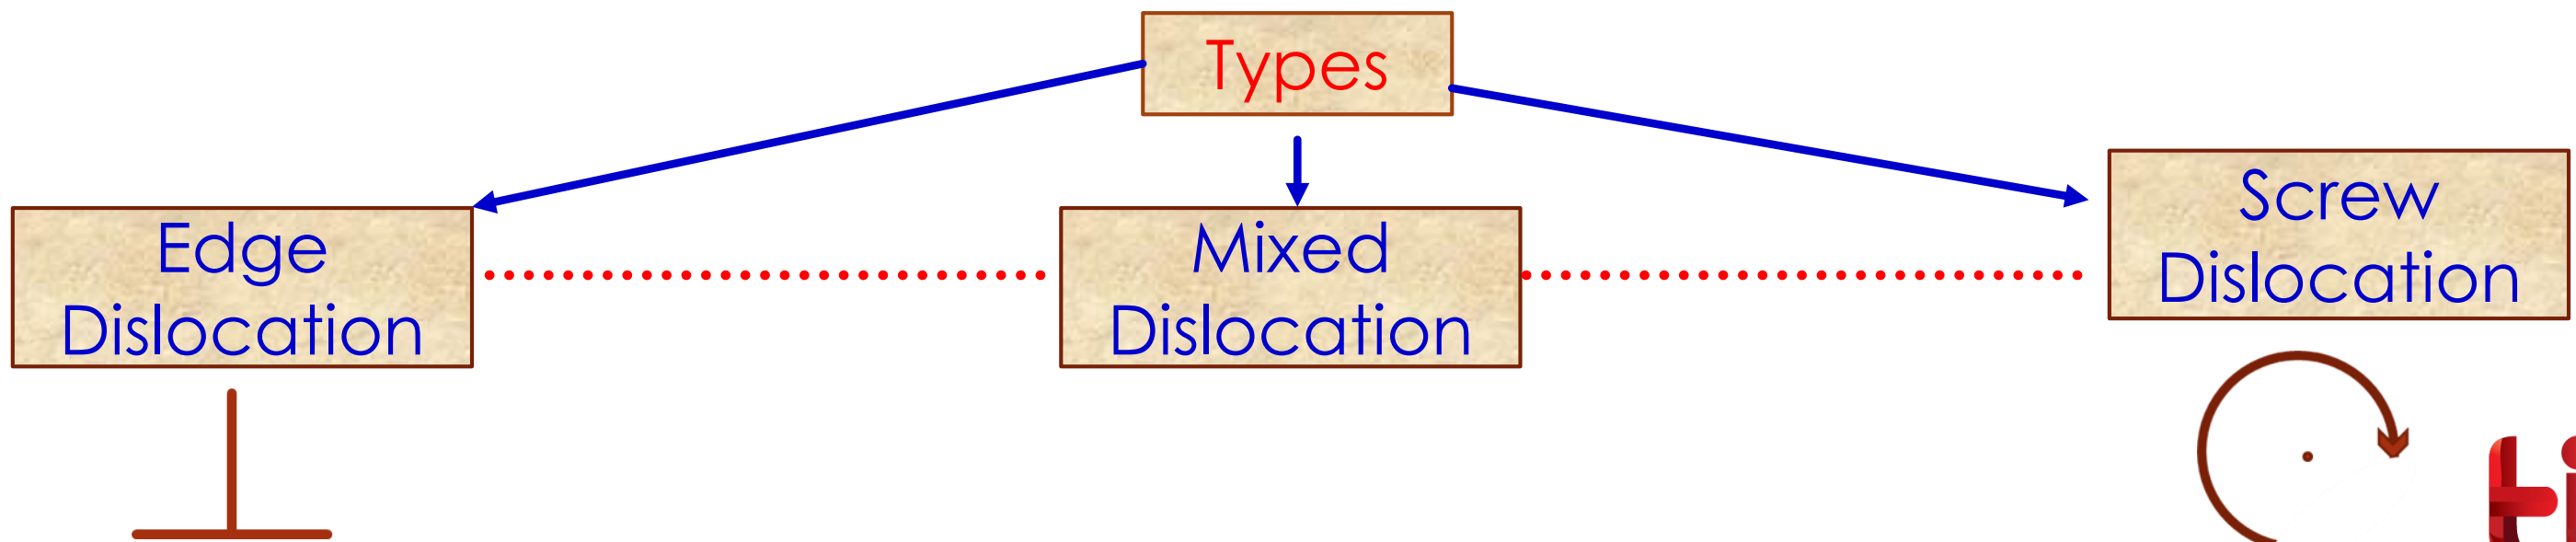 Types
Edge
Dislocation
Mixed
Dislocation
Screw
Dislocation